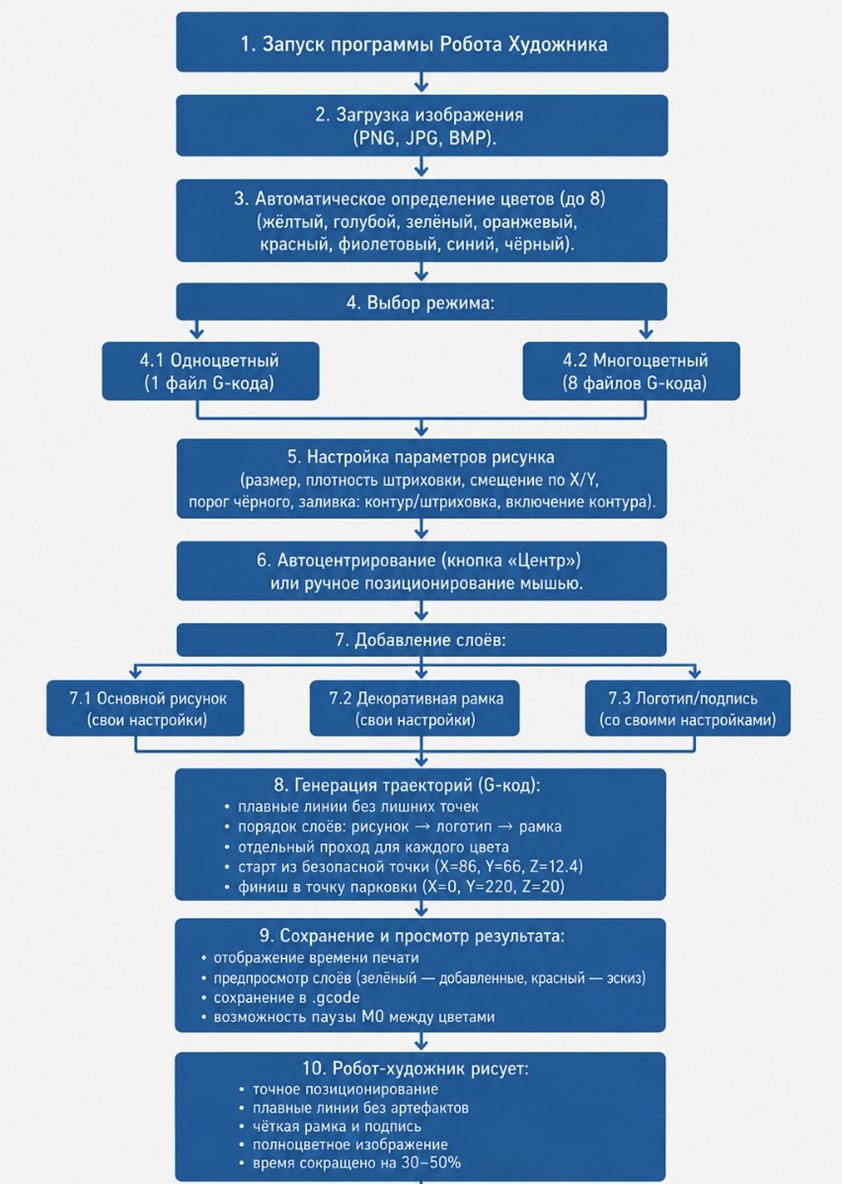 1. Запуск программы Робота Художника
2. Загрузка изображения
(PNG, JPG, BMP).
3. Автоматическое определение цветов (до 8)
(жёлтый, голубой, зелёный, оранжевый,
красный, фиолетовый, синий, чёрный).
4. Выбор режима:
4.1 Одноцветный
(1 файл G-кода)
4.2 Многоцветный
(8 файлов G-кода)
5. Настройка параметров рисунка
(размер, плотность штриховки, смещение по X/Y,
порог чёрного, заливка: контур/штриховка, включение контура).
6. Автоцентрирование (кнопка «Центр»)
или ручное позиционирование мышью.
7. Добавление слоёв:
7.1 Основной рисунок
(свои настройки)
7.2 Декоративная рамка
(свои настройки)
7.3 Логотип/подпись
(со своими настройками)
8. Генерация траекторий (G-код):
• плавные линии без лишних точек
• порядок слоёв: рисунок → логотип → рамка
• отдельный проход для каждого цвета
• старт из безопасной точки (X=86, Y=66, Z=12.4)
• финиш в точку парковки (X=0, Y=220, Z=20)
9. Сохранение и просмотр результата:
• отображение времени печати
• предпросмотр слоёв (зелёный — добавленные, красный — эскиз)
• сохранение в .gcode
• возможность паузы M0 между цветами
10. Робот-художник рисует:
• точное позиционирование
• плавные линии без артефактов
• чёткая рамка и подпись
• полноцветное изображение
• время сокращено на 30–50%